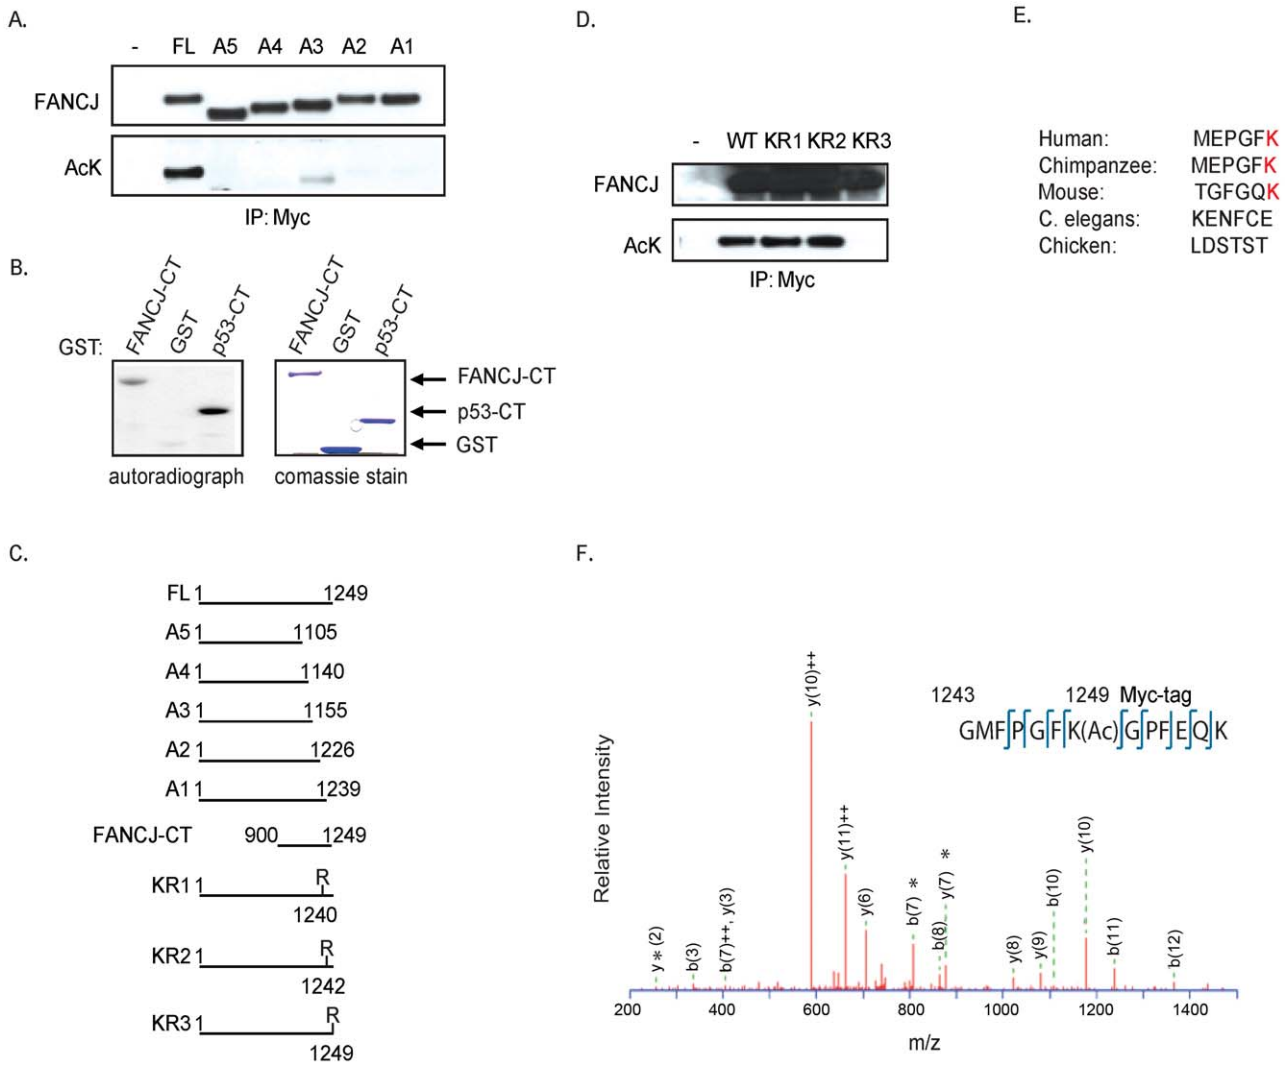 A.
- FL A5 A4 A3 A2 A1
FANCJ
AcK
IP: Myc
B.
GST: FANCJ-CT GST p53-CT
FANCJ-CT GST p53-CT
FANCJ-CT
p53-CT
GST
autoradiograph
comassie stain
C.
FL 1 1249
A5 1 1105
A4 1 1140
A3 1 1155
A2 1 1226
A1 1 1239
FANCJ-CT 900 1249
KR1 1 R
1240
KR2 1 R
1242
KR3 1 R
1249
D.
- WT KR1 KR2 KR3
FANCJ
AcK
IP: Myc
E.
Human: MEPGFK
Chimpanzee: MEPGFK
Mouse: TGFGQK
C. elegans: KENFCE
Chicken: LDSTST
F.
1243 1249 Myc-tag
GMFPGFK(Ac)GPFEQK
Relative Intensity
y * (2)
b(3)
b(7)++, y(3)
y(10)++
y(11)++
y(6)
b(7) *
b(8)
y(7) *
y(8)
y(9)
b(10)
y(10)
b(11)
b(12)
200 400 600 800 1000 1200 1400
m/z